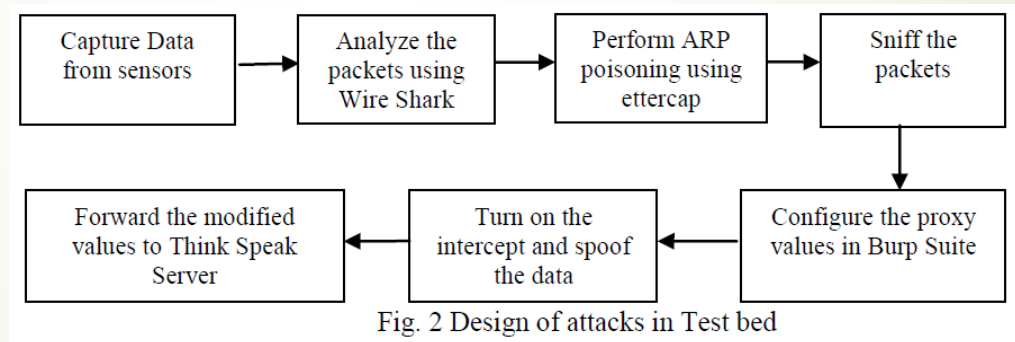 Capture Data
from sensors
Analyze the
packets using
Wire Shark
Perform ARP
poisoning using
ettercap
Sniff the
packets
Configure the proxy
values in Burp Suite
Turn on the
intercept and spoof
the data
Forward the modified
values to Think Speak
Server
Fig. 2 Design of attacks in Test bed